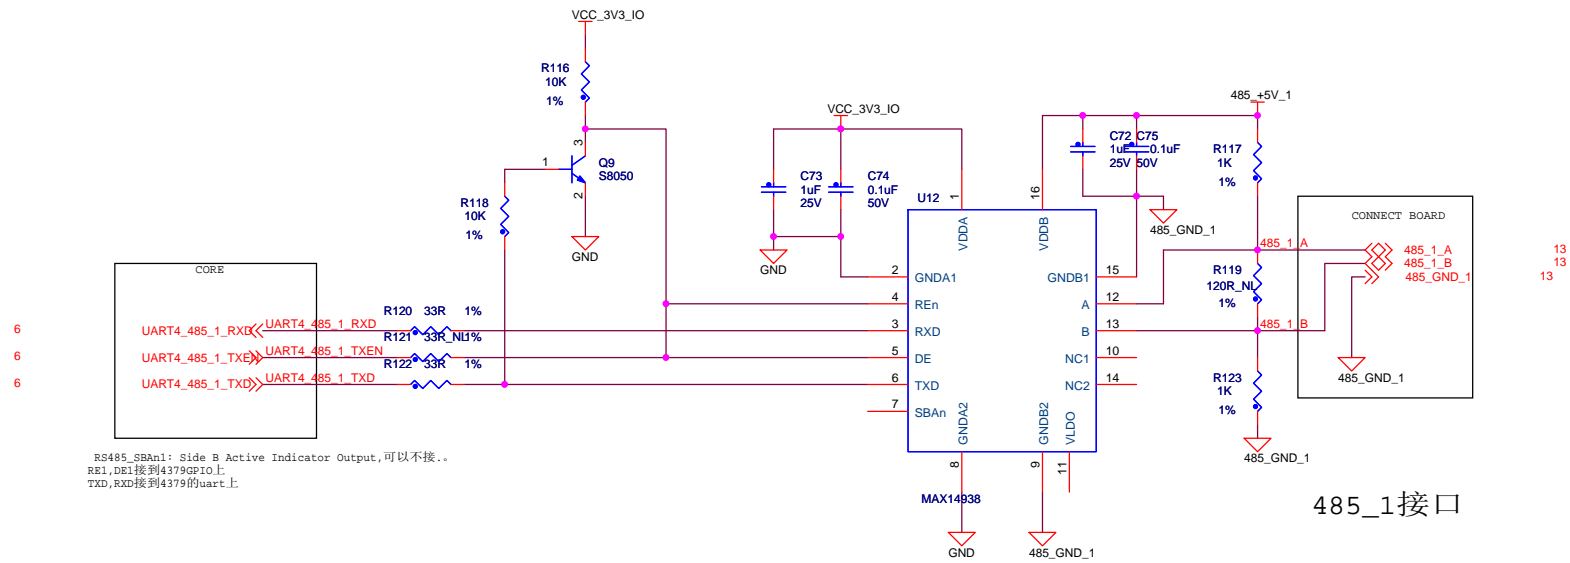 VCC_3V3_IO
R116
10K
1%
3
1
Q9
S8050
2
GND
R118
10K
1%
VCC_3V3_IO
C73
1uF
25V
C74
0.1uF
50V
GND
485_+5V_1
C72
1uF
25V
C75
0.1uF
50V
485_GND_1
R117
1K
1%
U12
1
VDDA
16
VDDB
2
GNDA1
4
REn
3
RXD
5
DE
6
TXD
7
SBAn
GNDA2
8
GNDB2
9
VLDO
11
15
GNDB1
12
A
13
B
10
NC1
14
NC2
MAX14938
GND
485_GND_1
485_1_A
R119
120R_NL
1%
485_1_B
R123
1K
1%
485_GND_1
CONNECT BOARD
485_1_A
13
485_1_B
13
485_GND_1
13
485_GND_1
CORE
R120 33R 1%
6
UART4_485_1_RXD
UART4_485_1_RXD
R121 33R_NL1%
6
UART4_485_1_TXEN
UART4_485_1_TXEN
R122 33R 1%
6
UART4_485_1_TXD
UART4_485_1_TXD
RS485_SBAn1: Side B Active Indicator Output,可以不接.。
RE1,DE1接到4379GPIO上
TXD,RXD接到4379的uart上
485_1接口